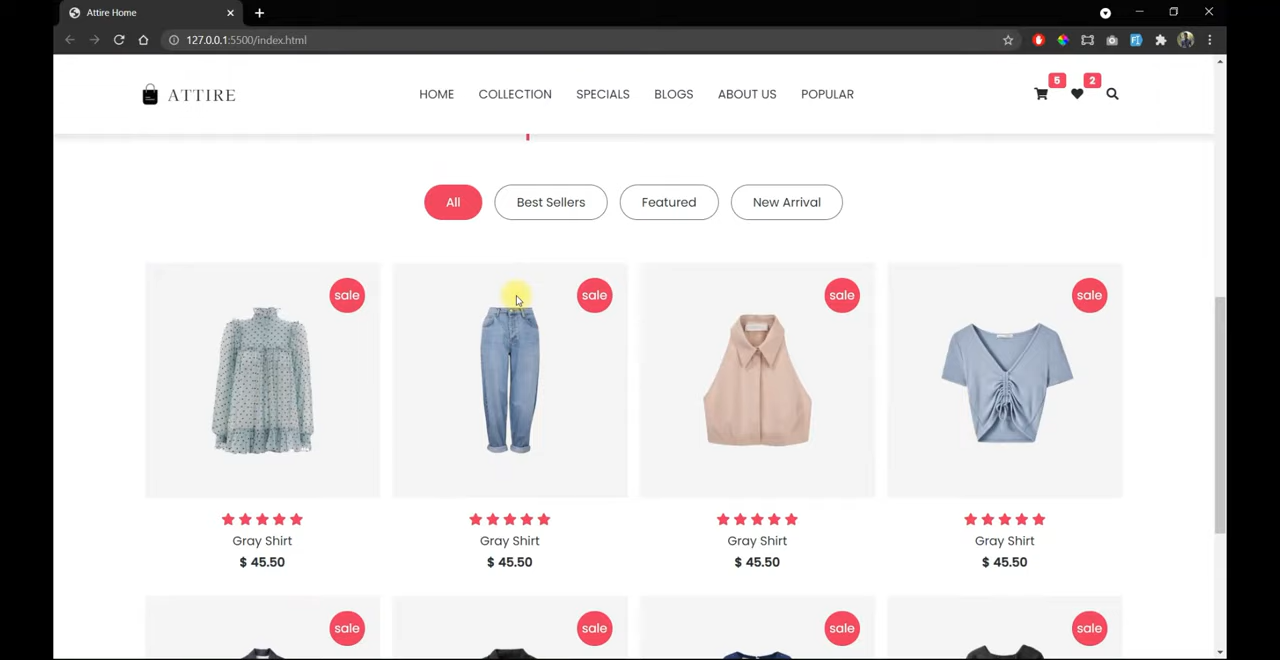 Attire Home
127.0.0.1:5500/index.html
ATTIRE
HOME COLLECTION SPECIALS BLOGS ABOUT US POPULAR
5 2
All Best Sellers Featured New Arrival
sale sale sale sale
Gray Shirt Gray Shirt Gray Shirt Gray Shirt
$ 45.50 $ 45.50 $ 45.50 $ 45.50
sale sale sale sale